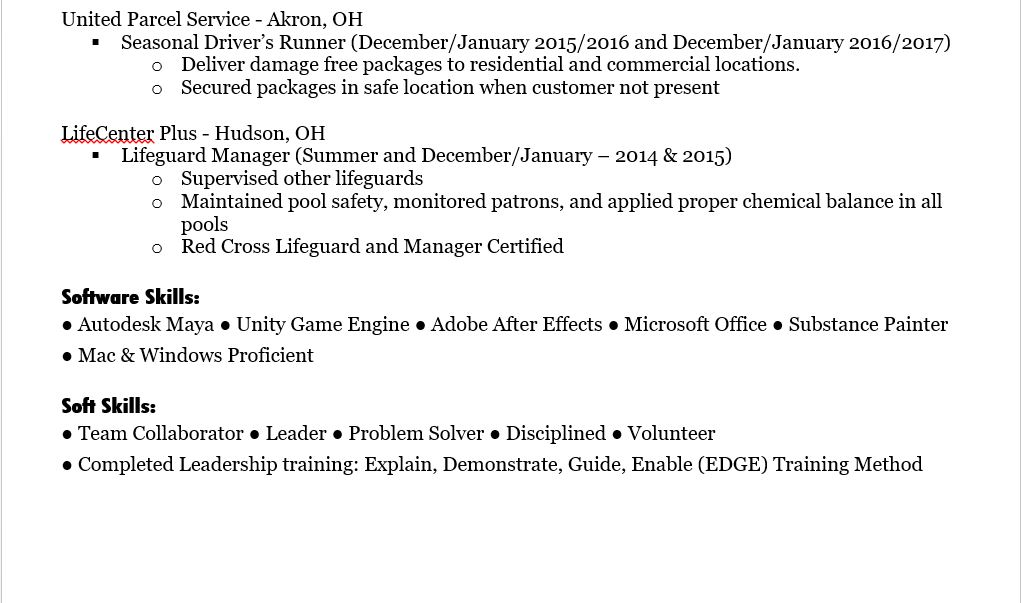 United Parcel Service - Akron, OH
▪ Seasonal Driver’s Runner (December/January 2015/2016 and December/January 2016/2017)
o Deliver damage free packages to residential and commercial locations.
o Secured packages in safe location when customer not present
LifeCenter Plus - Hudson, OH
▪ Lifeguard Manager (Summer and December/January – 2014 & 2015)
o Supervised other lifeguards
o Maintained pool safety, monitored patrons, and applied proper chemical balance in all
pools
o Red Cross Lifeguard and Manager Certified
Software Skills:
● Autodesk Maya ● Unity Game Engine ● Adobe After Effects ● Microsoft Office ● Substance Painter
● Mac & Windows Proficient
Soft Skills:
● Team Collaborator ● Leader ● Problem Solver ● Disciplined ● Volunteer
● Completed Leadership training: Explain, Demonstrate, Guide, Enable (EDGE) Training Method